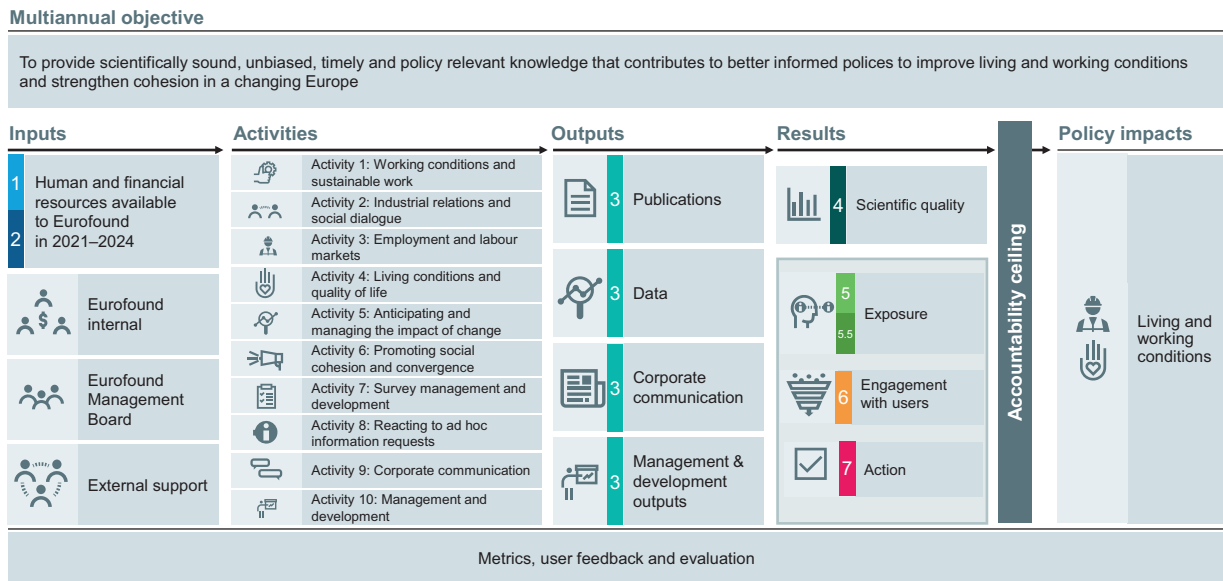 Multiannual objective
To provide scientifically sound, unbiased, timely and policy relevant knowledge that contributes to better informed polices to improve living and working conditions
and strengthen cohesion in a changing Europe
Inputs
1
2
Human and financial
resources available
to Eurofound
in 2021–2024
$
Eurofound
internal
Eurofound
Management
Board
External support
Activities
Activity 1: Working conditions and
sustainable work
Activity 2: Industrial relations and
social dialogue
Activity 3: Employment and labour
markets
Activity 4: Living conditions and
quality of life
Activity 5: Anticipating and
managing the impact of change
Activity 6: Promoting social
cohesion and convergence
Activity 7: Survey management and
development
Activity 8: Reacting to ad hoc
information requests
Activity 9: Corporate communication
Activity 10: Management and
development
Outputs
3
Publications
3
Data
3
Corporate
communication
3
Management &
development
outputs
Results
4
Scientific quality
5
5.5
Exposure
6
Engagement
with users
7
Action
Accountability ceiling
Policy impacts
Living and
working
conditions
Metrics, user feedback and evaluation